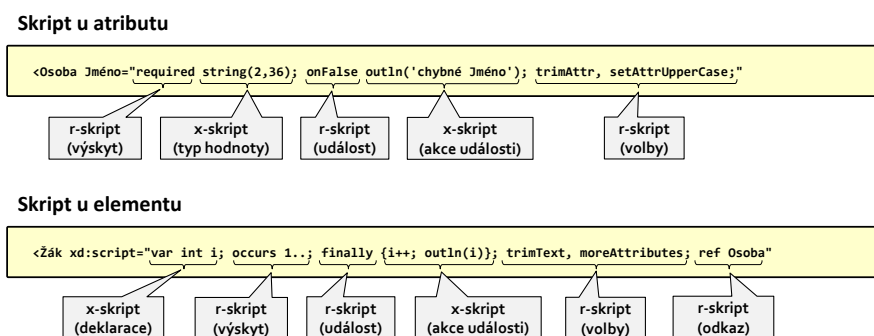 Skript u atributu
<Osoba Jméno="required string(2,36); onFalse outln('chybné Jméno'); trimAttr, setAttrUpperCase;"
r-skript
(výskyt)
x-skript
(typ hodnoty)
r-skript
(událost)
x-skript
(akce události)
r-skript
(volby)
Skript u elementu
<Žák xd:script="var int i; occurs 1..; finally {i++; outln(i)}; trimText, moreAttributes; ref Osoba"
x-skript
(deklarace)
r-skript
(výskyt)
r-skript
(událost)
x-skript
(akce události)
r-skript
(volby)
r-skript
(odkaz)